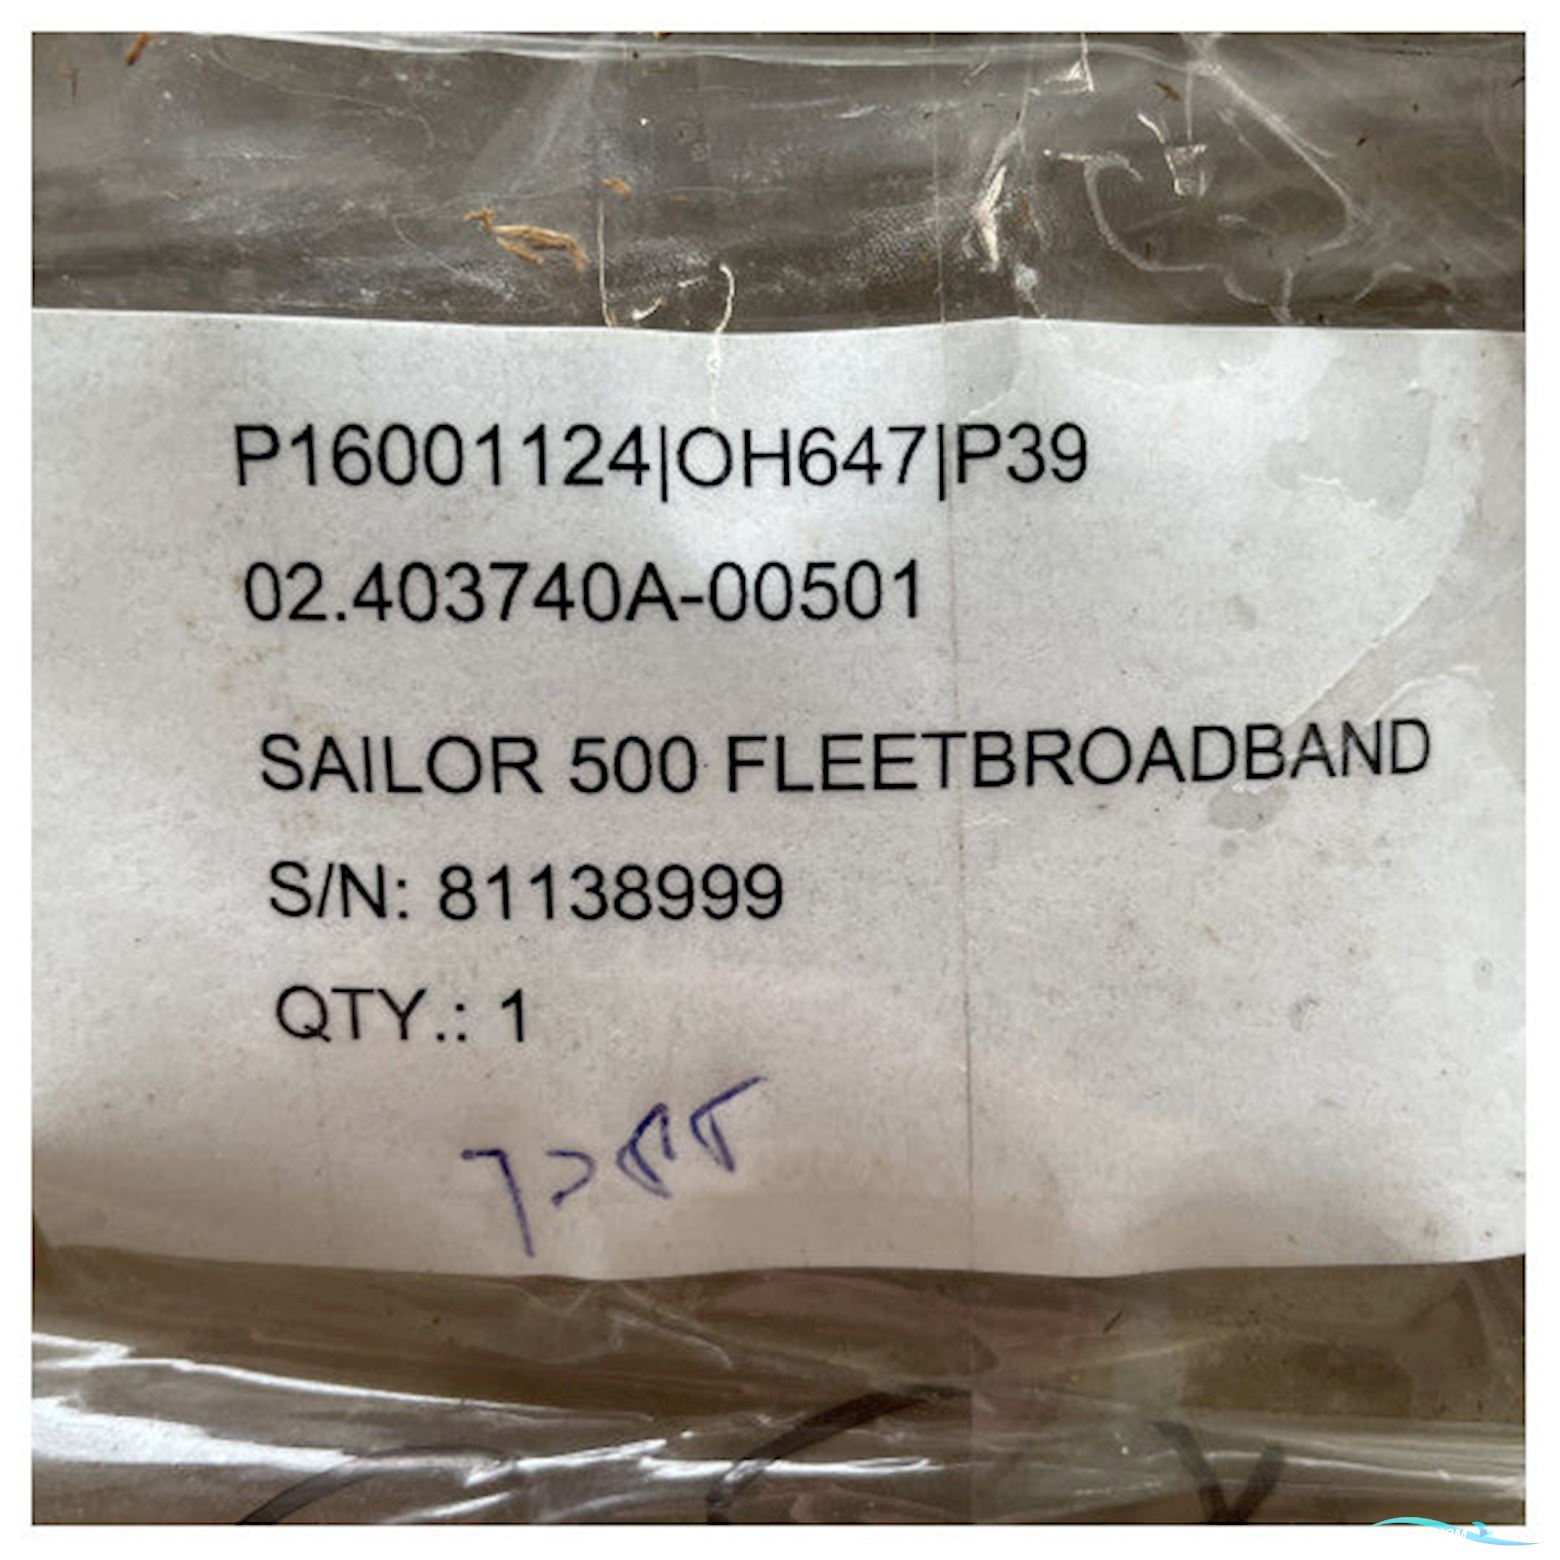 P16001124|OH647|P39
02.403740A-00501
SAILOR 500 FLEETBROADBAND
S/N: 81138999
QTY.: 1